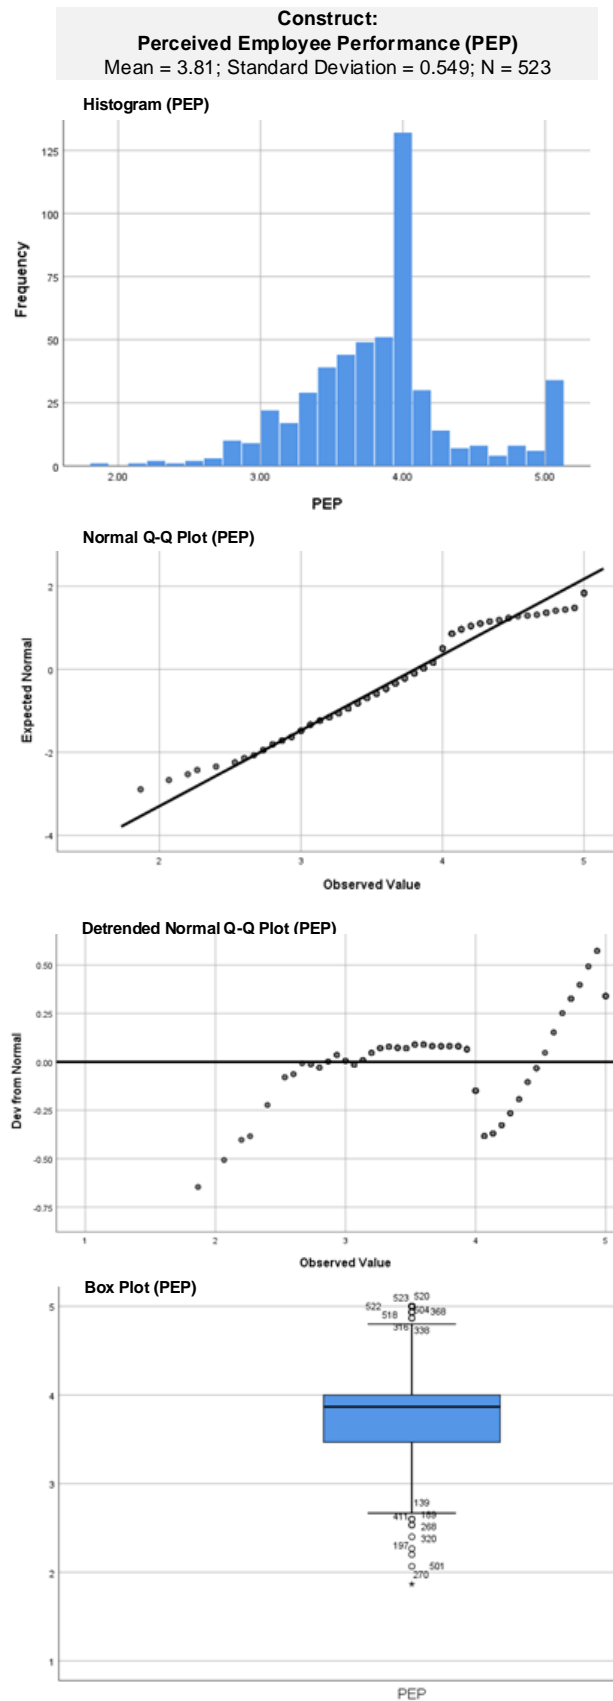 Construct:
Perceived Employee Performance (PEP)
Mean = 3.81; Standard Deviation = 0.549; N = 523
Histogram (PEP)
125
100
75
50
25
0
Frequency
2.00 3.00 4.00 5.00
PEP
Normal Q-Q Plot (PEP)
2
0
-2
-4
Expected Normal
2 3 4 5
Observed Value
Detrended Normal Q-Q Plot (PEP)
0.50
0.25
0.00
-0.25
-0.50
-0.75
Dev from Normal
1 2 3 4 5
Observed Value
Box Plot (PEP)
5
4
3
2
1
523 520
522 504 368
518
316 338
139
411
268
320
197
501
270
PEP